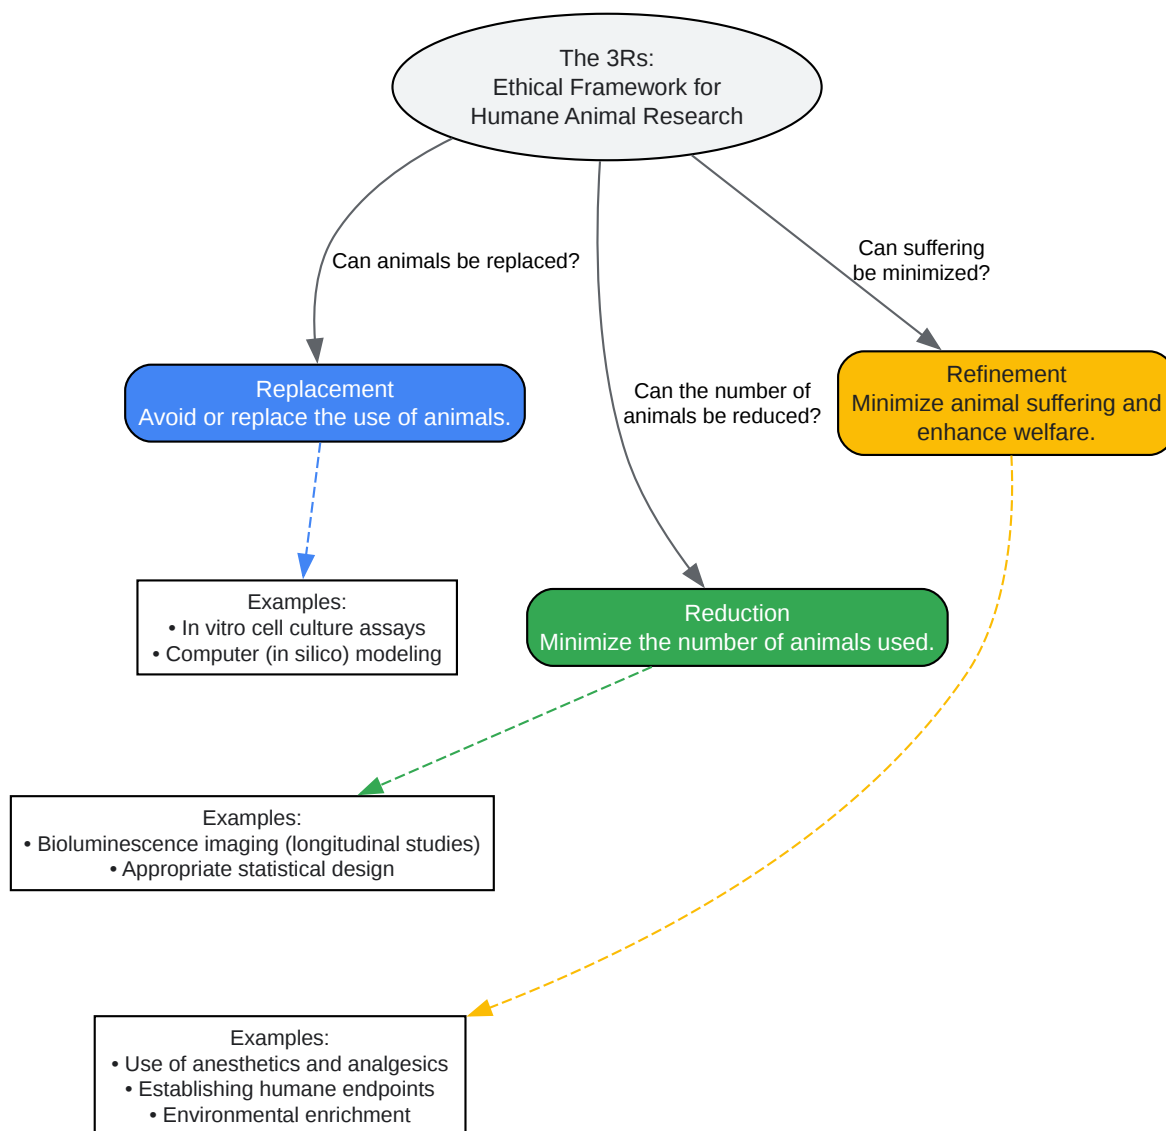 The 3Rs:
Ethical Framework for
Humane Animal Research
Can animals be replaced?
Can suffering
be minimized?
Replacement
Avoid or replace the use of animals.
Can the number of
animals be reduced?
Refinement
Minimize animal suffering and
enhance welfare.
Examples:
• In vitro cell culture assays
• Computer (in silico) modeling
Reduction
Minimize the number of animals used.
Examples:
• Bioluminescence imaging (longitudinal studies)
• Appropriate statistical design
Examples:
• Use of anesthetics and analgesics
• Establishing humane endpoints
• Environmental enrichment